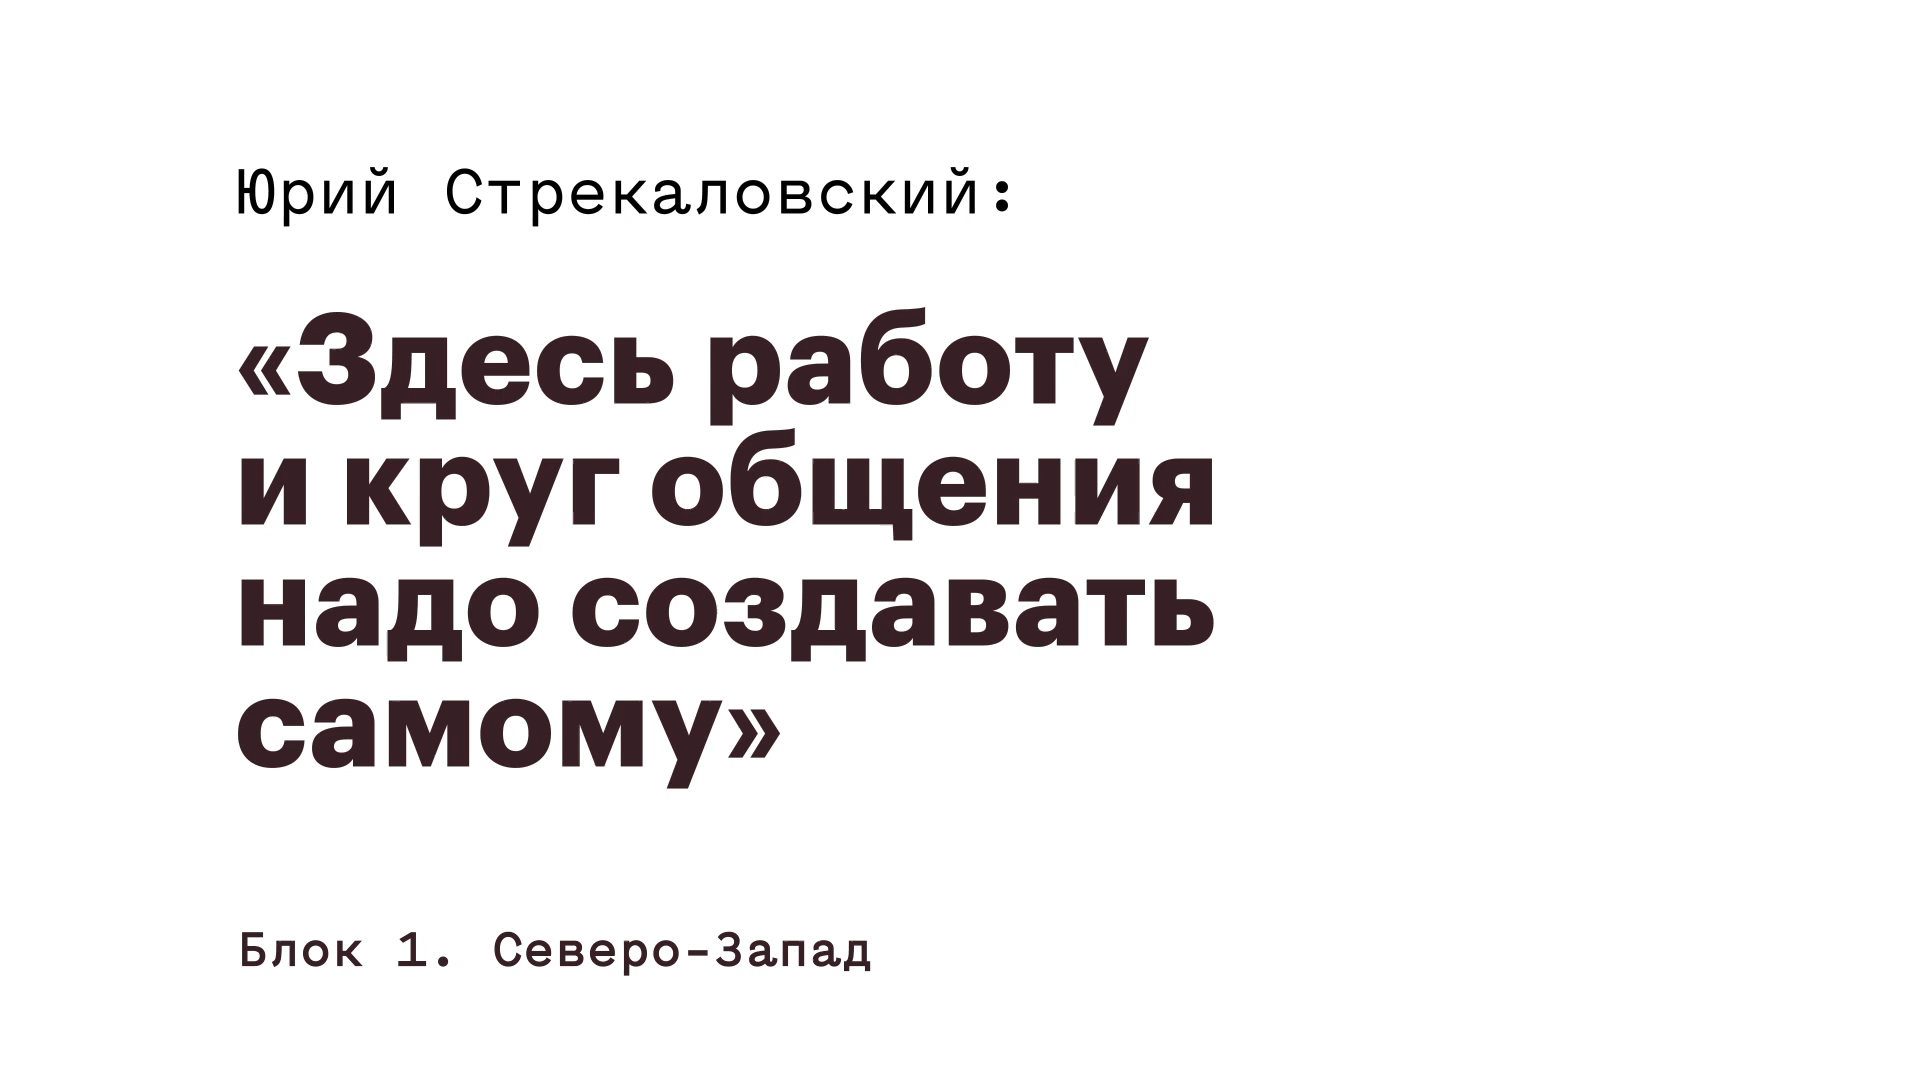 Юрий Стрекаловский:
«Здесь работу
и круг общения
надо создавать
самому»
Блок 1. Северо-Запад